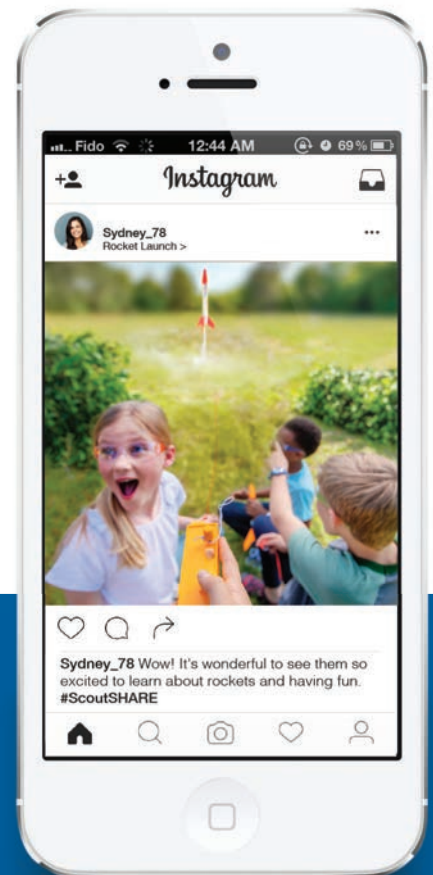 Fido 12:44 AM 69%
Instagram
Sydney_78
Rocket Launch >
Sydney_78 Wow! It's wonderful to see them so
excited to learn about rockets and having fun.
#ScoutSHARE